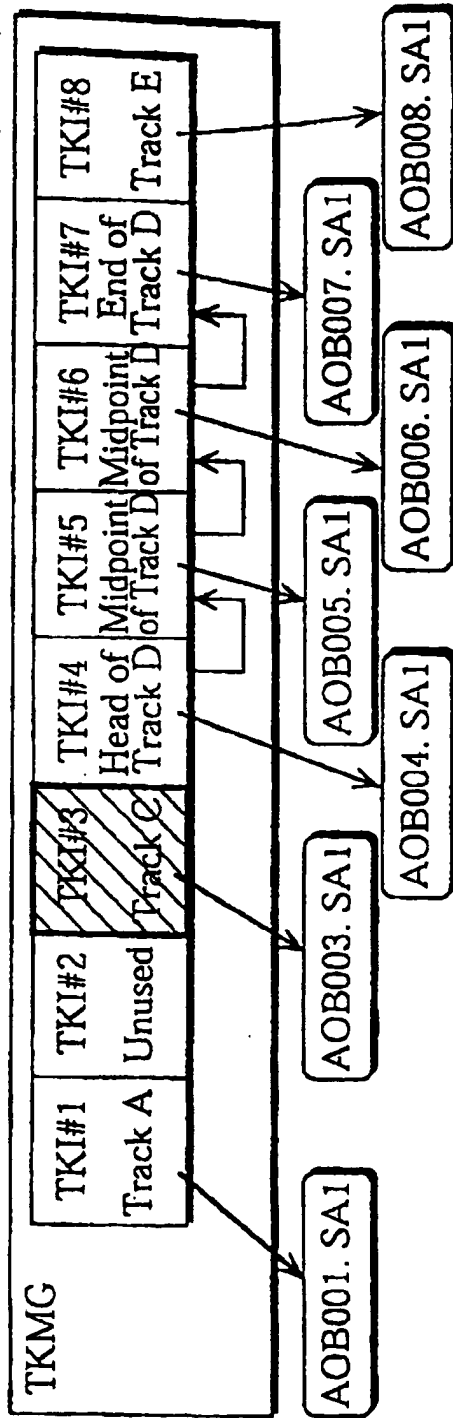 TKMG
TKI#1
Track A
TKI#2
Unused
TKI#3
Track C
TKI#4
Head of
Track D
TKI#5
Midpoint
of Track D
TKI#6
Midpoint
of Track D
TKI#7
End of
Track D
TKI#8
Track E
AOB001. SA1
AOB003. SA1
AOB004. SA1
AOB005. SA1
AOB006. SA1
AOB007. SA1
AOB008. SA1